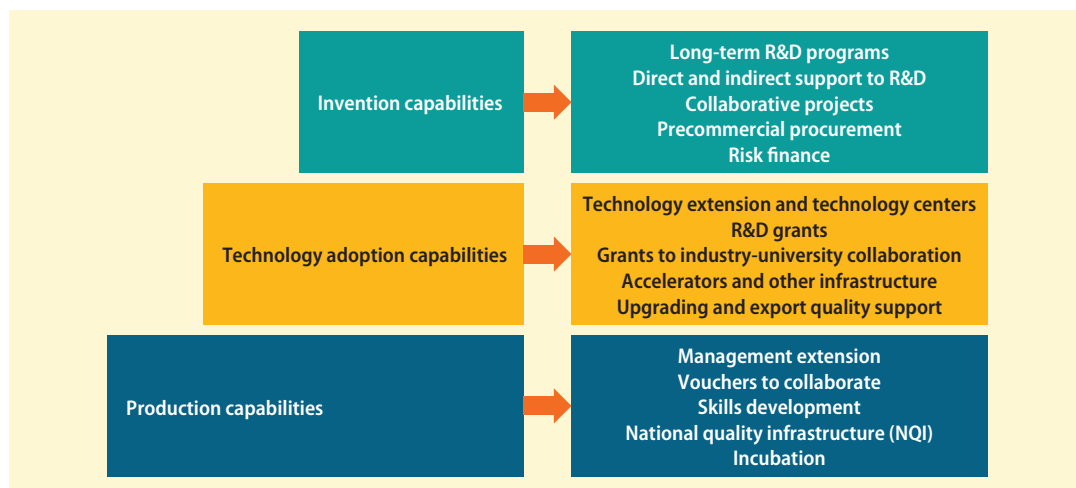 Invention capabilities
Long-term R&D programs
Direct and indirect support to R&D
Collaborative projects
Precommercial procurement
Risk finance
Technology adoption capabilities
Technology extension and technology centers
R&D grants
Grants to industry-university collaboration
Accelerators and other infrastructure
Upgrading and export quality support
Production capabilities
Management extension
Vouchers to collaborate
Skills development
National quality infrastructure (NQI)
Incubation